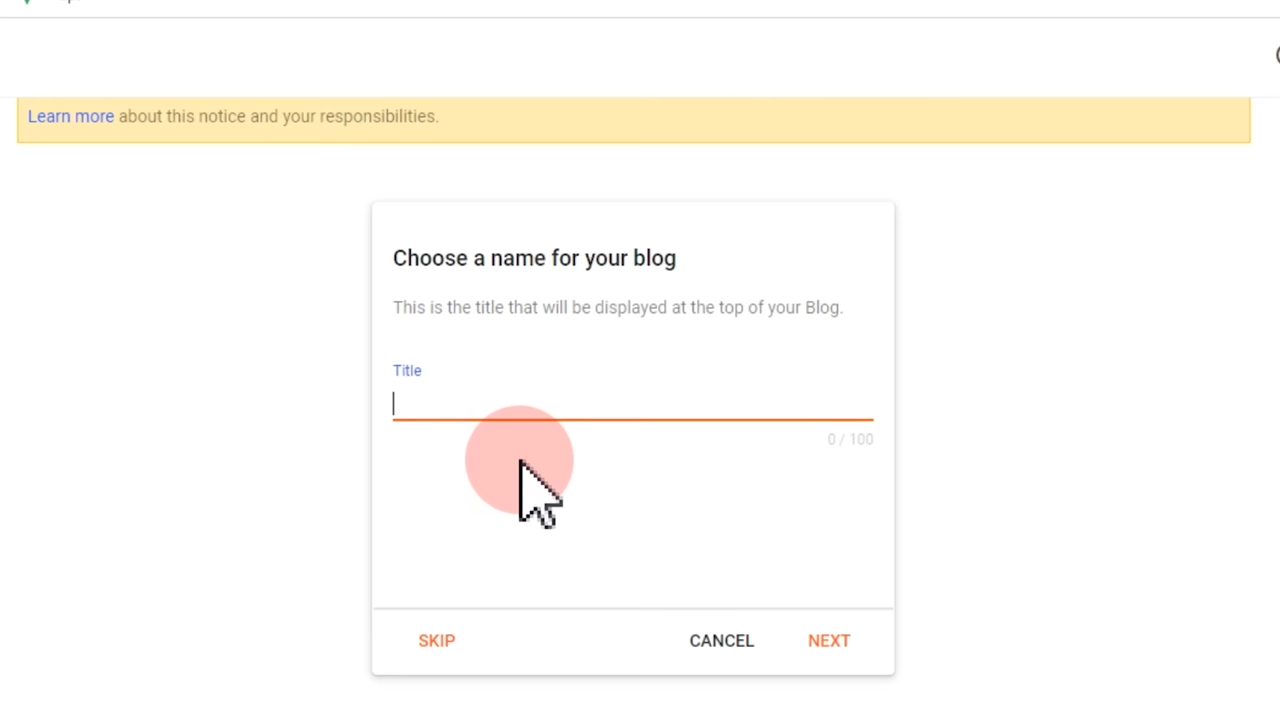 Learn more about this notice and your responsibilities.
Choose a name for your blog
This is the title that will be displayed at the top of your Blog.
Title
0 / 100
SKIP
CANCEL
NEXT